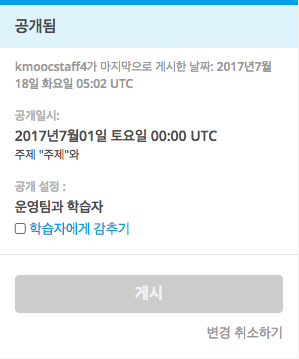 공개됨
kmoocstaff4가 마지막으로 게시한 날짜: 2017년7월
18일 화요일 05:02 UTC
공개일시:
2017년7월01일 토요일 00:00 UTC
주제 "주제"와
공개 설정 :
운영팀과 학습자
학습자에게 감추기
게시
변경 취소하기